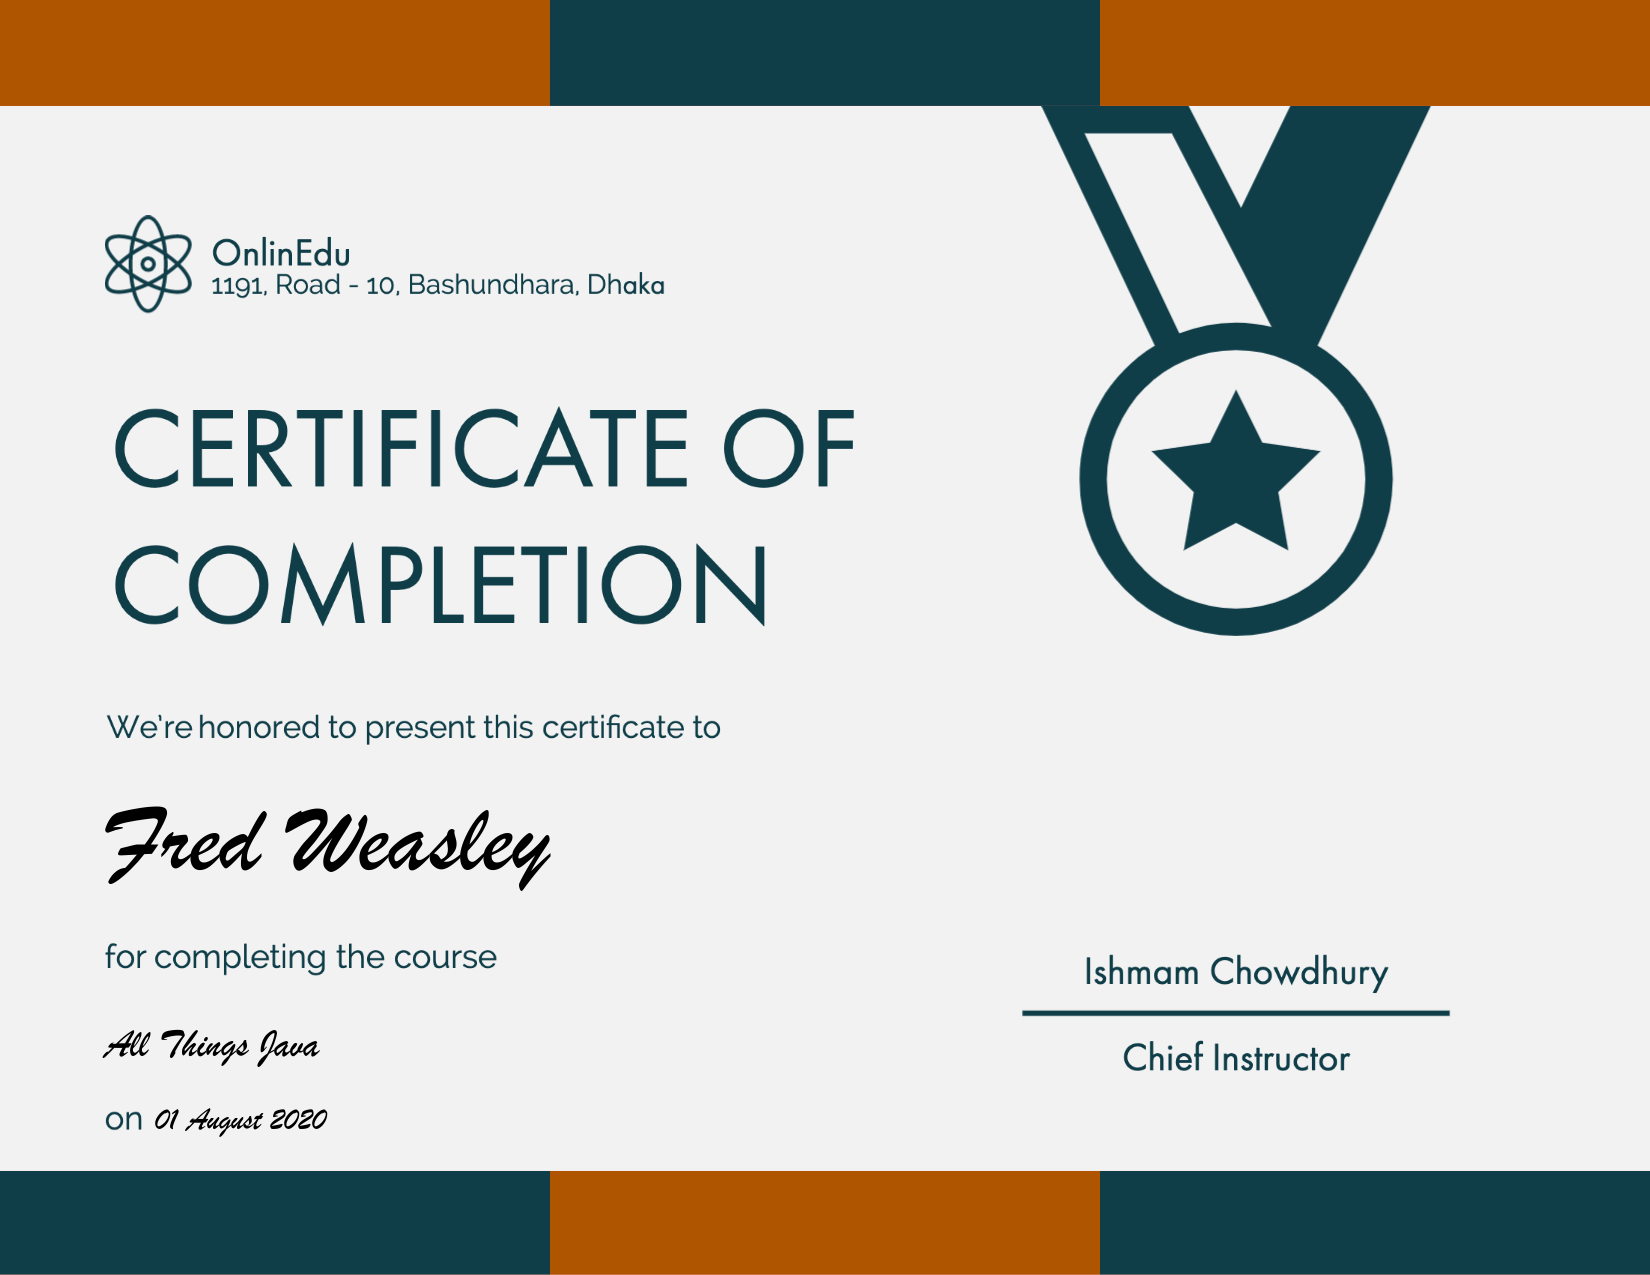 OnlinEdu
1191, Road - 10, Bashundhara, Dhaka
CERTIFICATE OF
COMPLETION
We're honored to present this certificate to
Fred Weasley
for completing the course
All Things Java
on 01 August 2020
Ishmam Chowdhury
Chief Instructor